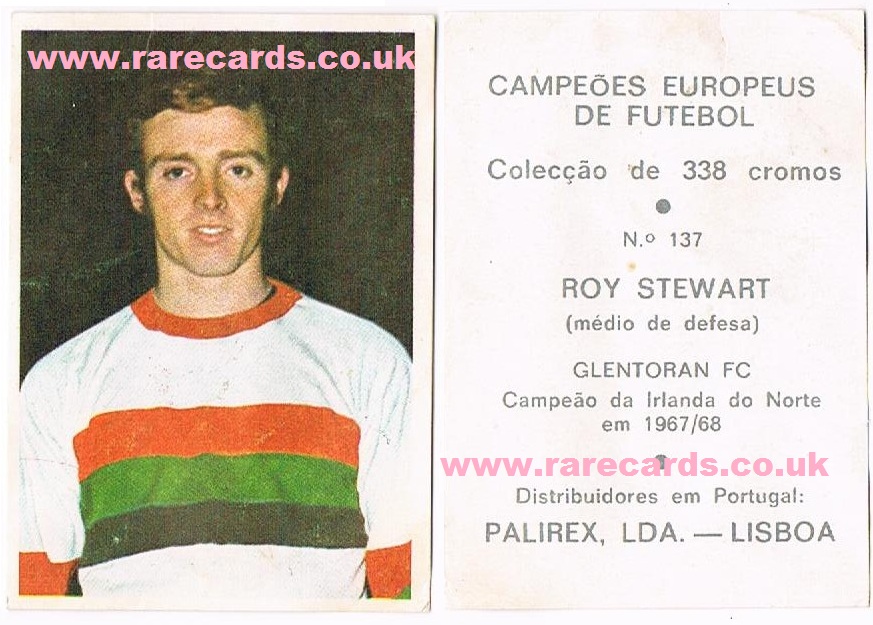 www.rarecards.co.uk
CAMPEÕES EUROPEUS
DE FUTEBOL
Colecção de 338 cromos
N.º 137
ROY STEWART
(médio de defesa)
GLENTORAN FC
Campeão da Irlanda do Norte
em 1967/68
www.rarecards.co.uk
Distribuidores em Portugal:
PALIREX, LDA. — LISBOA